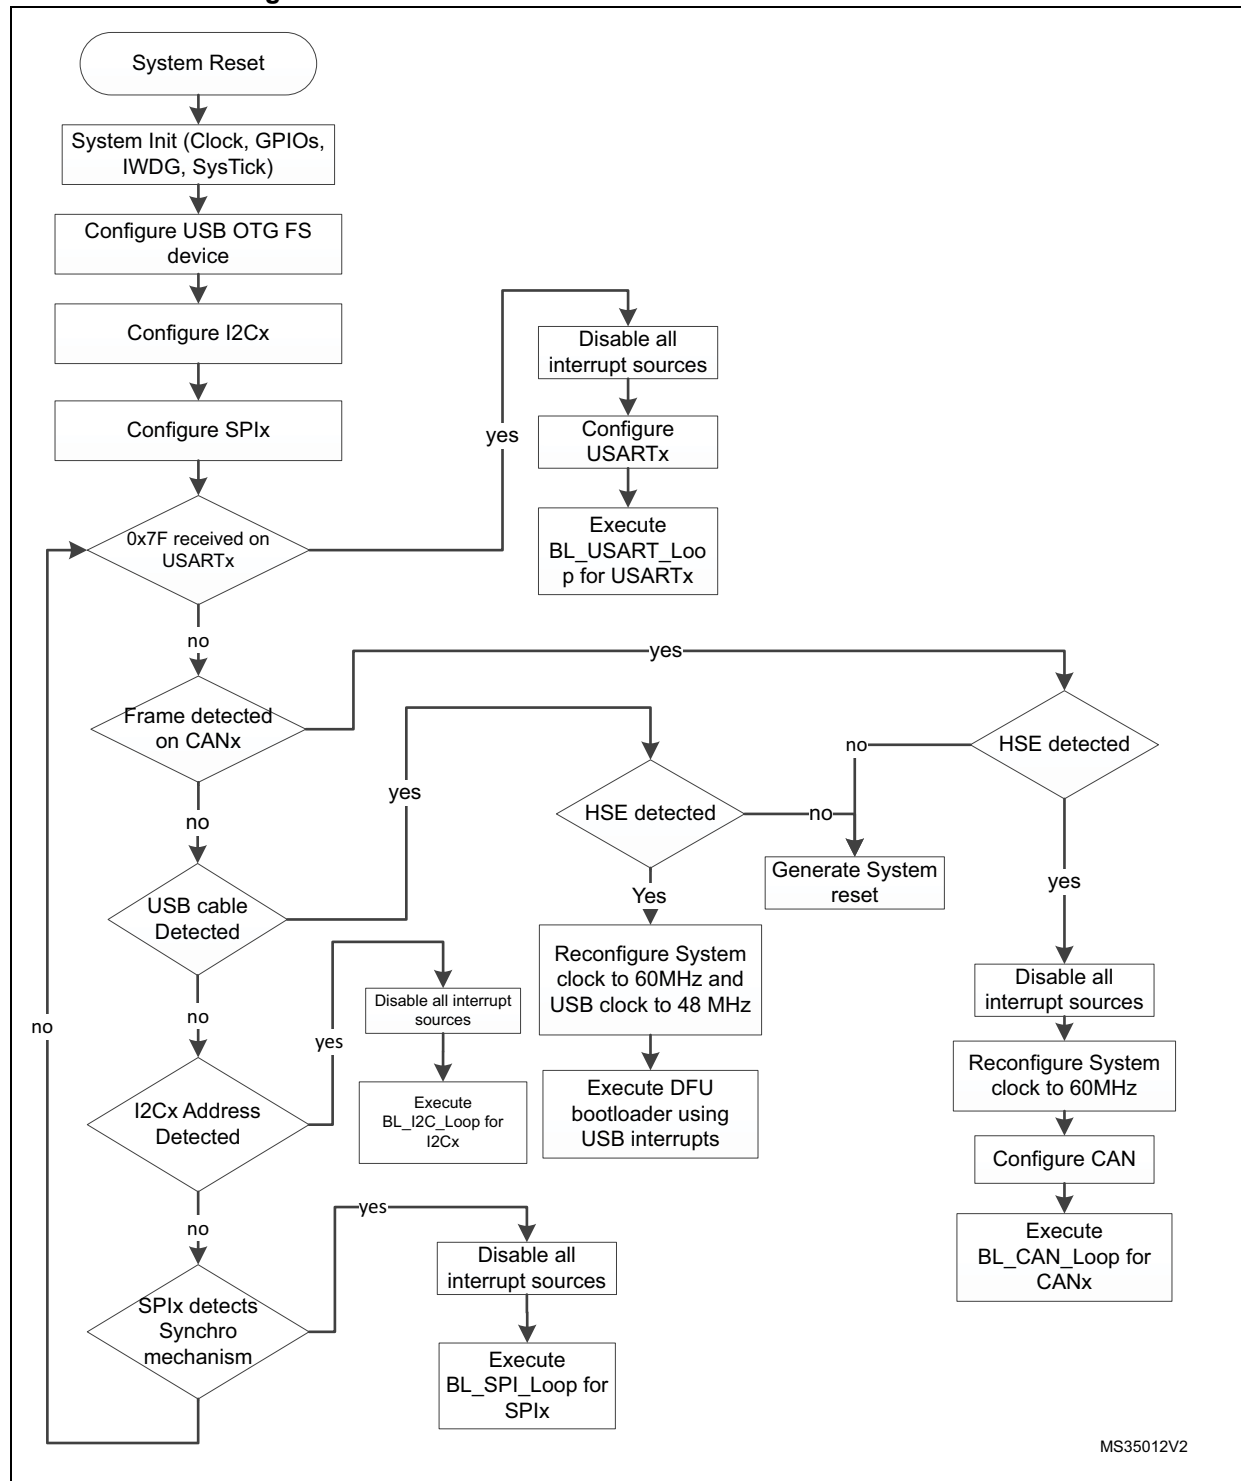 System Reset
System Init (Clock, GPIOs,
IWDG, SysTick)
Configure USB OTG FS
device
Configure I2Cx
Configure SPIx
0x7F received on
USARTx
yes
Disable all
interrupt sources
Configure
USARTx
Execute
BL_USART_Loo
p for USARTx
no
Frame detected
on CANx
yes
HSE detected
no
yes
Disable all
interrupt sources
Reconfigure System
clock to 60MHz
Configure CAN
Execute
BL_CAN_Loop for
CANx
no
USB cable
Detected
yes
HSE detected
no
Generate System
reset
Yes
Reconfigure System
clock to 60MHz and
USB clock to 48 MHz
Execute DFU
bootloader using
USB interrupts
no
I2Cx Address
Detected
yes
Disable all interrupt
sources
Execute
BL_I2C_Loop for
I2Cx
no
SPIx detects
Synchro
mechanism
yes
Disable all
interrupt sources
Execute
BL_SPI_Loop for
SPIx
no
MS35012V2